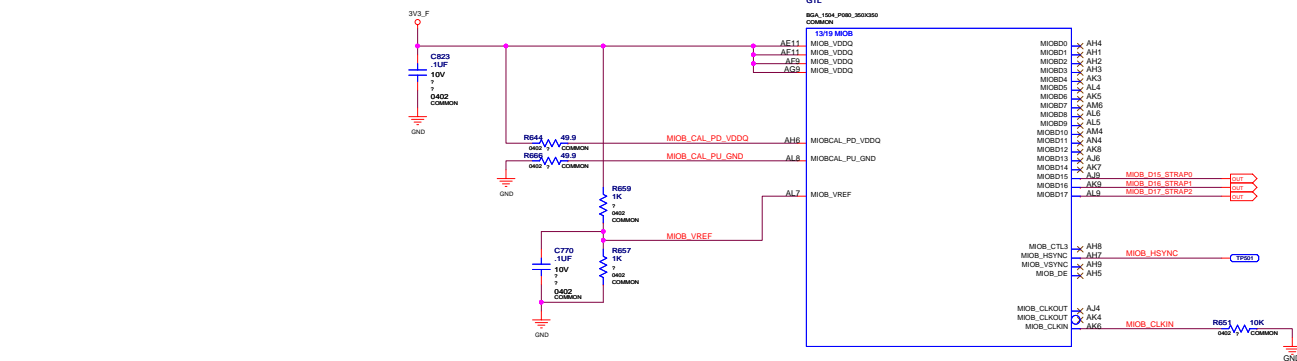 G1L
BGA_1504_P080_350X350
COMMON
3V3_F
C823
.1UF
10V
?
?
0402
COMMON
GND
13/19 MIOB
AE11 MIOB_VDDQ
AF11 MIOB_VDDQ
AF9 MIOB_VDDQ
AG9 MIOB_VDDQ
R644 49.9
0402 ? COMMON
MIOB_CAL_PD_VDDQ
AH6 MIOBCAL_PD_VDDQ
R666 49.9
0402 ? COMMON
MIOB_CAL_PU_GND
AL8 MIOBCAL_PU_GND
GND
R659
1K
?
0402
COMMON
AL7 MIOB_VREF
MIOB_VREF
C770
.1UF
10V
?
?
0402
COMMON
R657
1K
?
0402
COMMON
GND
MIOBD0 AH4
MIOBD1 AH1
MIOBD2 AH2
MIOBD3 AH3
MIOBD4 AK3
MIOBD5 AL4
MIOBD6 AK5
MIOBD7 AM6
MIOBD8 AL6
MIOBD9 AL5
MIOBD10 AM4
MIOBD11 AN4
MIOBD12 AK8
MIOBD13 AJ6
MIOBD14 AK7
MIOBD15 AJ9 MIOB_D15_STRAP0 OUT
MIOBD16 AK9 MIOB_D16_STRAP1 OUT
MIOBD17 AL9 MIOB_D17_STRAP2 OUT
MIOB_CTL3 AH8
MIOB_HSYNC AH7 MIOB_HSYNC TP501
MIOB_VSYNC AH9
MIOB_DE AH5
MIOB_CLKOUT AJ4
MIOB_CLKOUT AK4
MIOB_CLKIN AK6 MIOB_CLKIN
R651 10K
0402 ? COMMON
GND